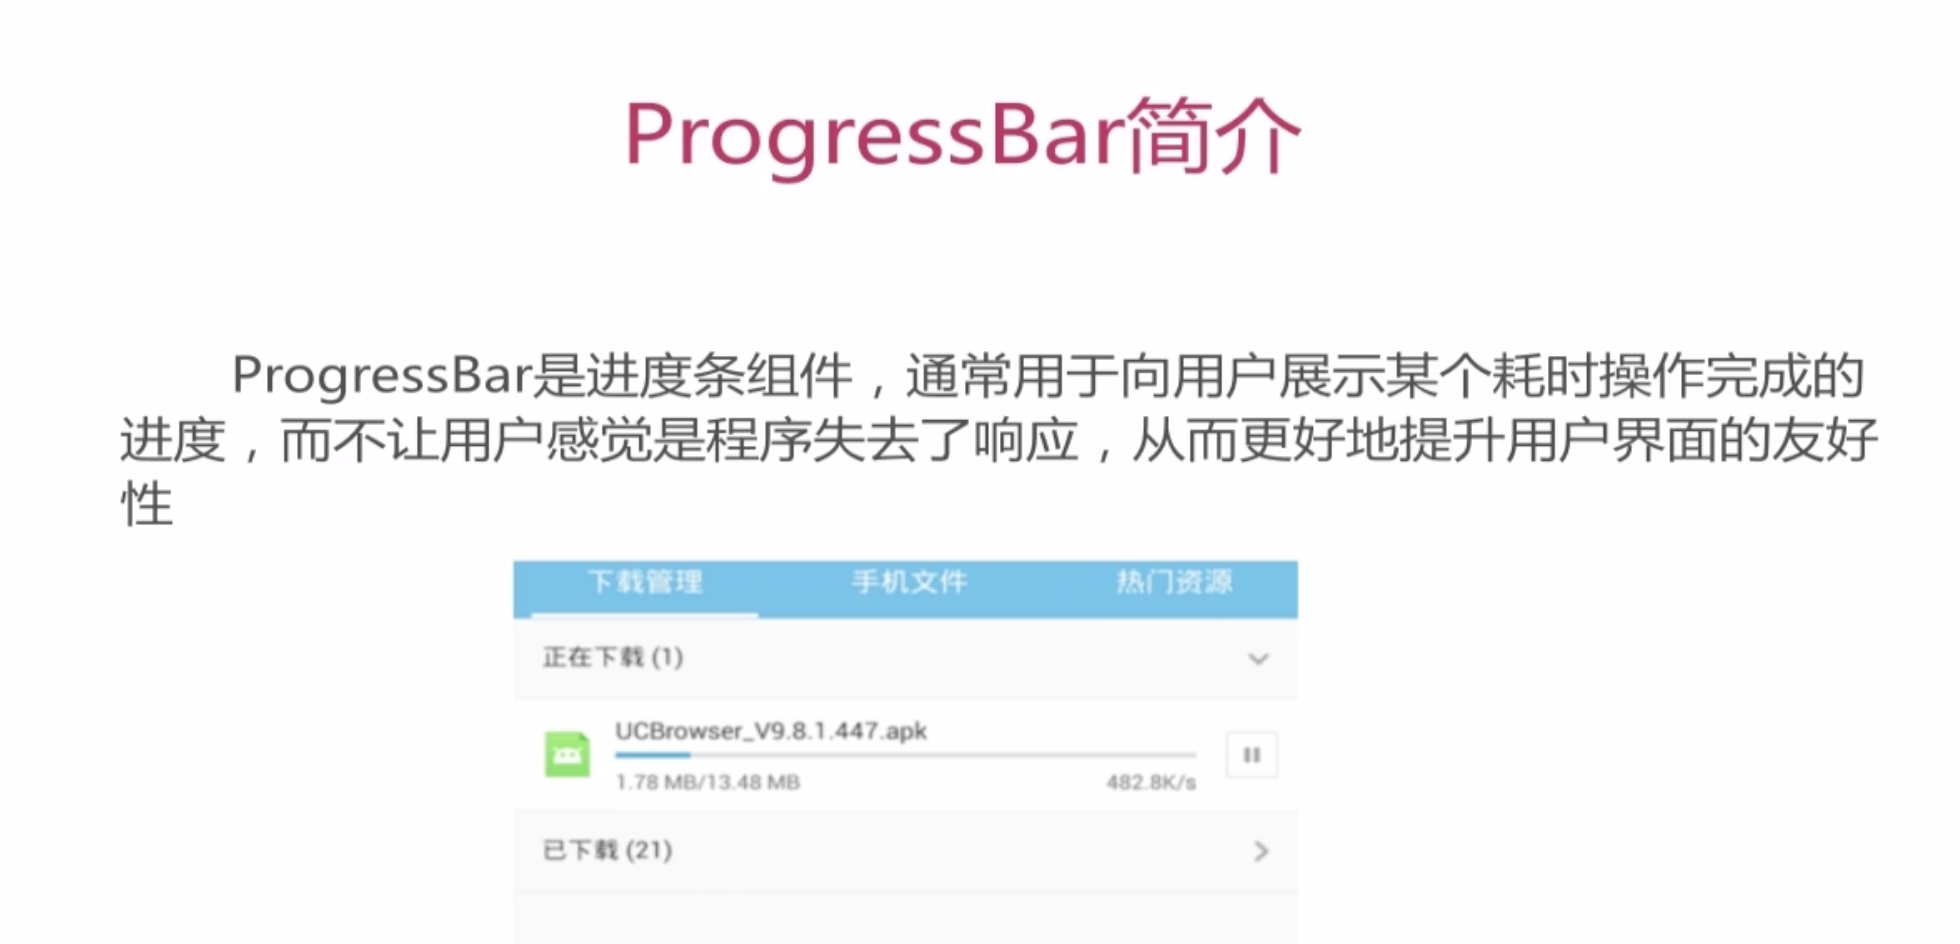 ProgressBar简介
ProgressBar是进度条组件，通常用于向用户展示某个耗时操作完成的
进度，而不让用户感觉是程序失去了响应，从而更好地提升用户界面的友好
性
下载管理 手机文件 热门资源
正在下载 (1)
UCBrowser_V9.8.1.447.apk
1.78 MB/13.48 MB 482.8K/s
已下载 (21)